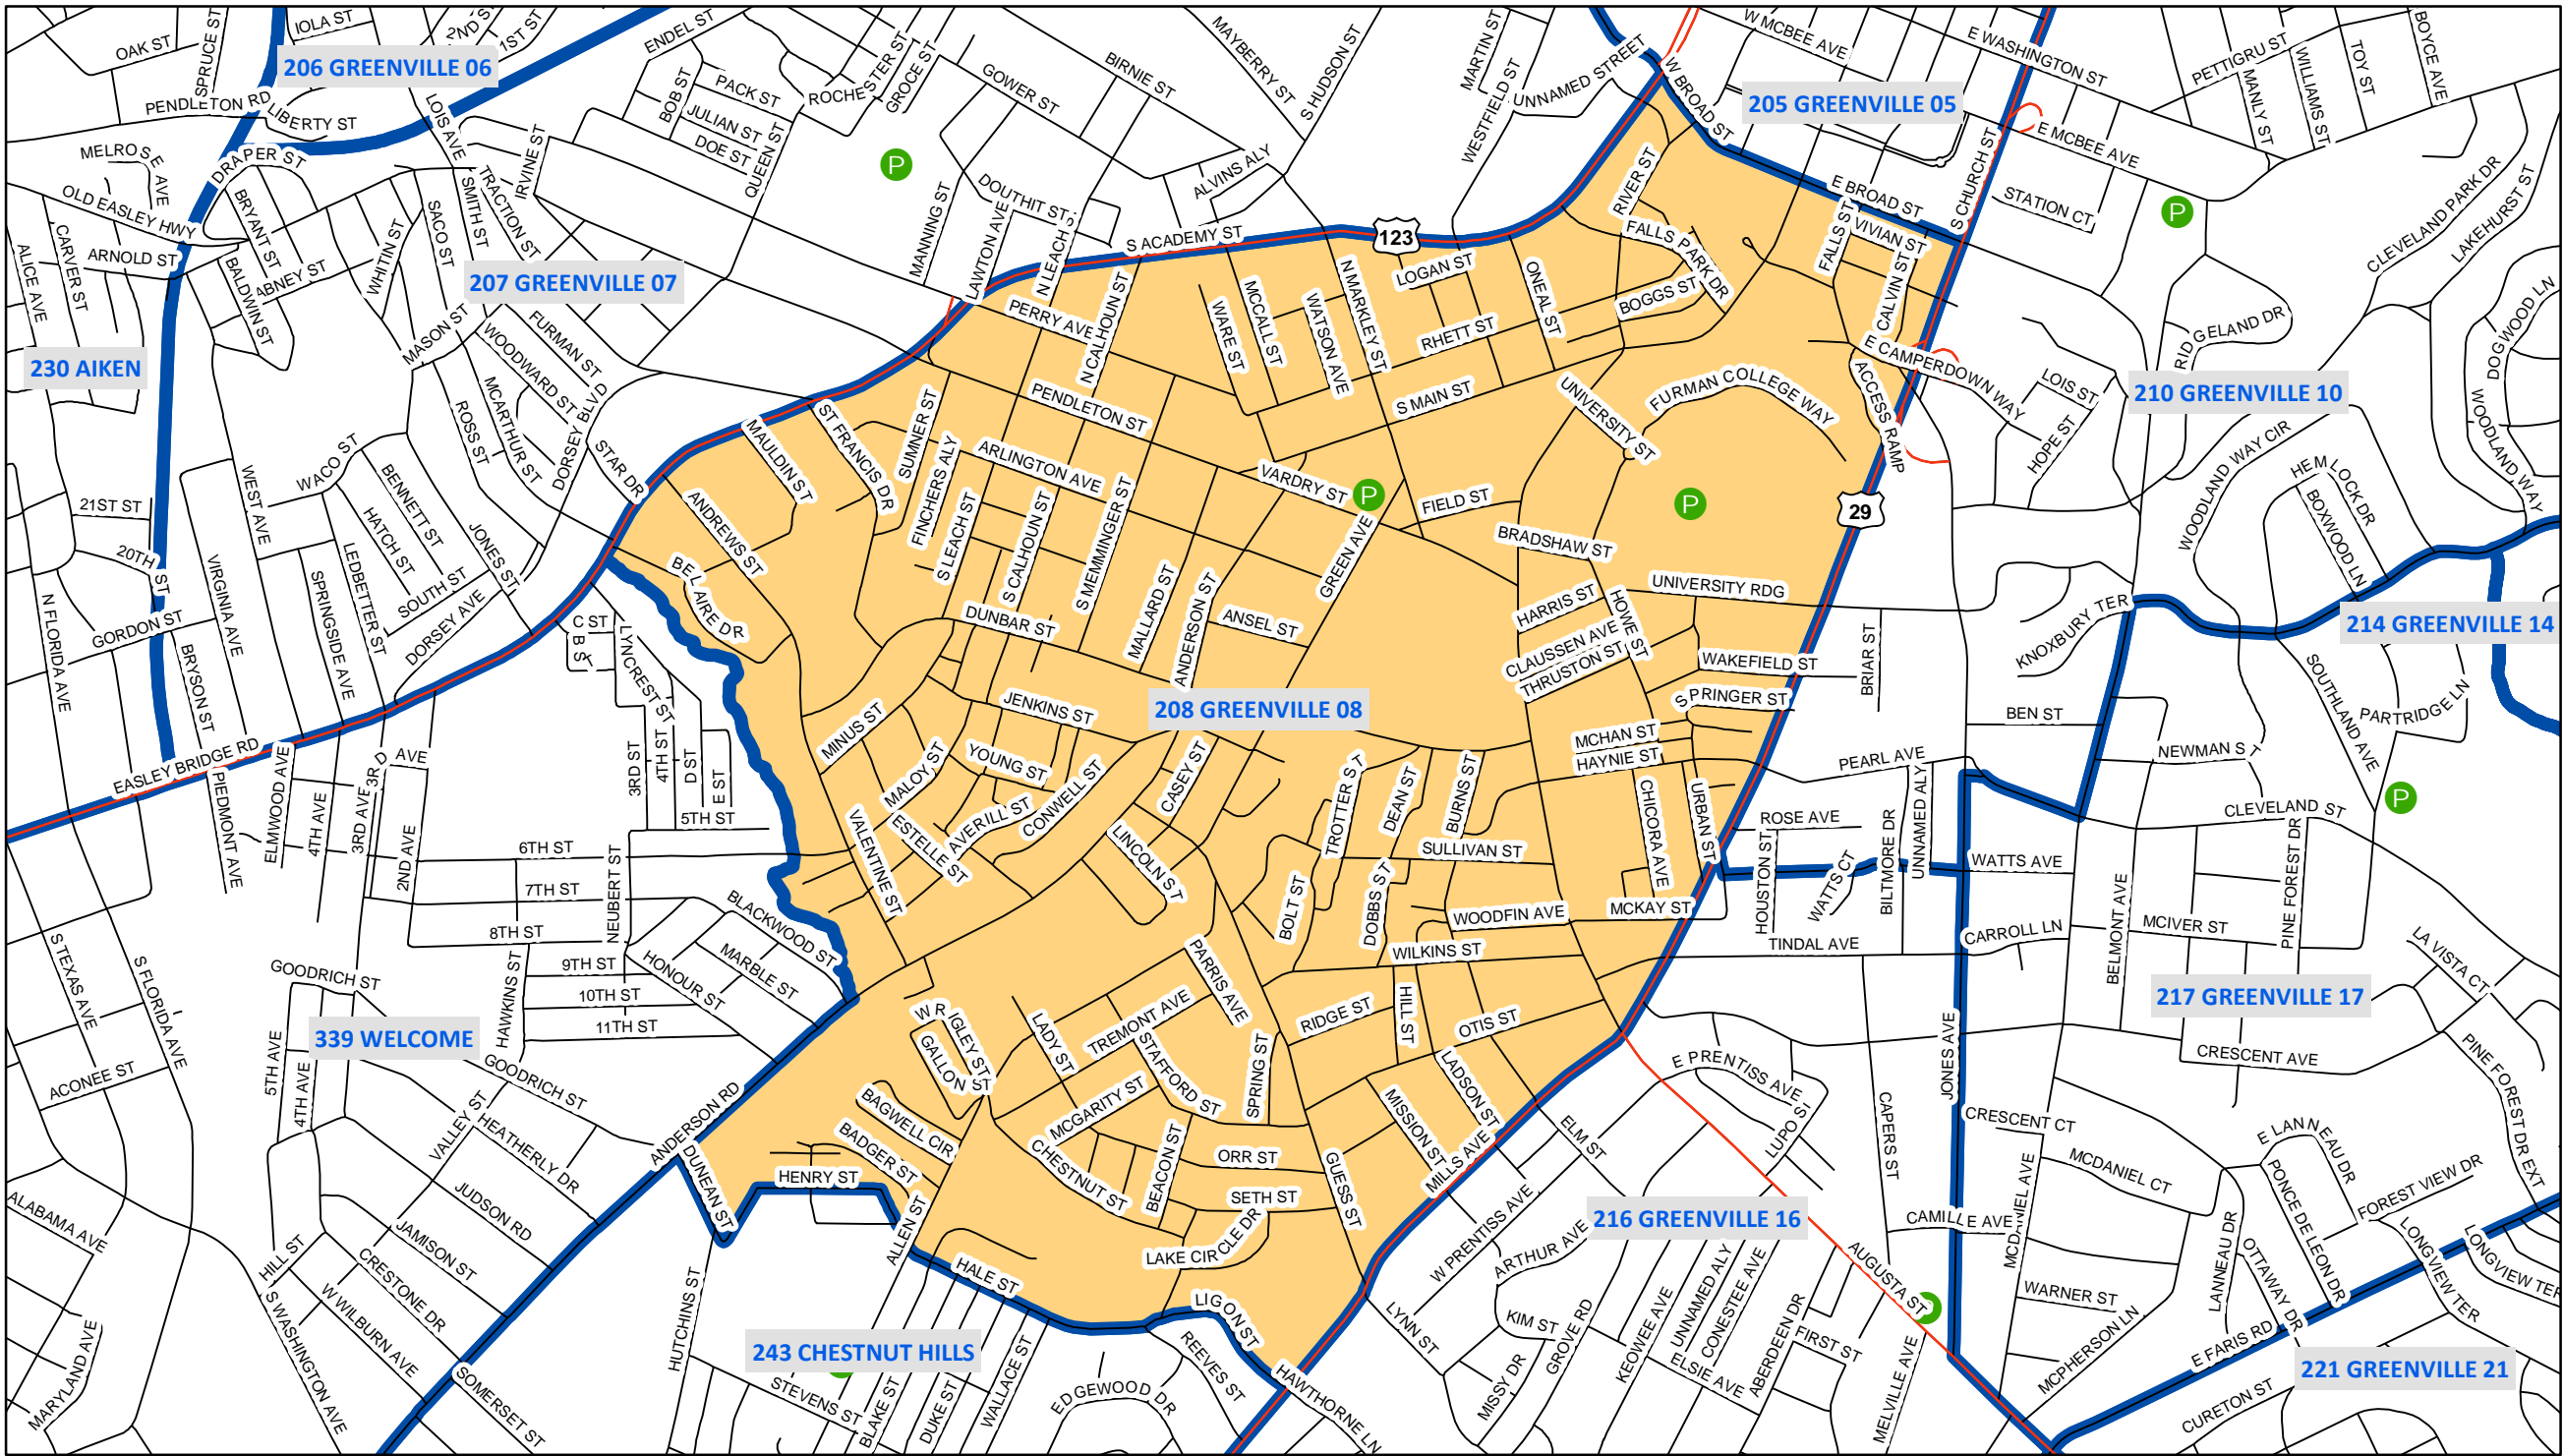 OAK ST
SPRUCE ST
IOLA ST
2ND ST
1ST ST
ENDEL ST
206 GREENVILLE 06
PENDLETON RD
LIBERTY ST
LOIS AVE
BOB ST
PACK ST
JULIAN ST
DOE ST
QUEEN ST
ROCHESTER ST
GROCE ST
GOWER ST
BIRNIE ST
MAYBERRY ST
S HUDSON ST
MARTIN ST
WESTFIELD ST
UNNAMED STREET
W BROAD ST
W MCBEE AVE
205 GREENVILLE 05
E WASHINGTON ST
E MCBEE AVE
PETTIGRU ST
MANLY ST
WILLIAMS ST
TOY ST
BOYCE AVE
MELROSE AVE
DRAPER ST
OLD EASLEY HWY
ALICE AVE
CARVER ST
ARNOLD ST
BRYANT ST
BALDWIN ST
ABNEY ST
WHITIN ST
SACO ST
SMITH ST
TRACTION ST
IRVINE ST
P
MANNING ST
LAWTON AVE
DOUTHIT ST
N LEACH ST
ALVINS ALY
S ACADEMY ST
123
RIVER ST
FALLS PARK DR
E BROAD ST
FALLS ST
VIVIAN ST
CALVIN ST
S CHURCH ST
STATION CT
P
CLEVELAND PARK DR
LAKEHURST ST
207 GREENVILLE 07
230 AIKEN
MASON ST
WOODWARD ST
FURMAN ST
MCARTHUR ST
ROSS ST
DORSEY BLVD
STAR DR
PERRY AVE
N CALHOUN ST
WARE ST
MCCALL ST
WATSON AVE
N MARKLEY ST
LOGAN ST
RHETT ST
ONEAL ST
BOGGS ST
S MAIN ST
UNIVERSITY ST
FURMAN COLLEGE WAY
ACCESS RAMP
E CAMPERDOWN WAY
LOIS ST
HOPE ST
RIDGELAND DR
210 GREENVILLE 10
WOODLAND WAY CIR
HEMLOCK DR
BOXWOOD LN
DOGWOOD LN
WOODLAND WAY
PENDLETON ST
MAULDIN ST
ST FRANCIS DR
SUMNER ST
FINCHERS ALY
ARLINGTON AVE
VARDRY ST
P
FIELD ST
P
29
WEST AVE
WACO ST
BENNETT ST
HATCH ST
JONES ST
SOUTH ST
DORSEY AVE
21ST ST
20TH ST
VIRGINIA AVE
SPRINGSIDE AVE
LEDBETTER ST
GORDON ST
N FLORIDA AVE
BRYSON ST
ANDREWS ST
BELAIRE DR
S LEACH ST
S CALHOUN ST
S MEMMINGER ST
MALLARD ST
ANDERSON ST
GREEN AVE
ANSEL ST
DUNBAR ST
BRADSHAW ST
UNIVERSITY RDG
HARRIS ST
HOWE ST
CLAUSSEN AVE
THRUSTON ST
WAKEFIELD ST
SPRINGER ST
BRIAR ST
KNOXBURY TER
214 GREENVILLE 14
SOUTHLAND AVE
PARTRIDGE LN
C ST
B ST
LYNCREST ST
3RD ST
4TH ST
D ST
E ST
5TH ST
JENKINS ST
208 GREENVILLE 08
MINUS ST
MALOY ST
YOUNG ST
AVERILL ST
CONWELL ST
CASEY ST
ESTELLE ST
VALENTINE ST
LINCOLN ST
MCHAN ST
HAYNIE ST
TROTTER ST
DEAN ST
BURNS ST
SULLIVAN ST
CHICORA AVE
URBAN ST
BEN ST
PEARL AVE
NEWMAN ST
P
CLEVELAND ST
EASLEY BRIDGE RD
PIEDMONT AVE
ELMWOOD AVE
4TH AVE
3RD AVE
3RD AVE
2ND AVE
6TH ST
7TH ST
8TH ST
9TH ST
10TH ST
11TH ST
NEUBERT ST
HAWKINS ST
HONOUR ST
MARBLE ST
BLACKWOOD ST
BOLT ST
DOBBS ST
WOODFIN AVE
MCKAY ST
WILKINS ST
ROSE AVE
HOUSTON ST
WATTS CT
BILTMORE DR
UNNAMED ALY
WATTS AVE
TINDAL AVE
CARROLL LN
BELMONT AVE
MCIVER ST
PINE FOREST DR
LA VISTA CT
217 GREENVILLE 17
S TEXAS AVE
S FLORIDA AVE
GOODRICH ST
339 WELCOME
5TH AVE
4TH AVE
GOODRICH ST
ACONEE ST
VALLEY ST
HEATHERLY DR
ANDERSON RD
WRIGLEY ST
GALLON ST
LADY ST
TREMONT AVE
PARRIS AVE
STAFFORD ST
SPRING ST
RIDGE ST
HILL ST
OTIS ST
LADSON ST
MISSION ST
MILLS AVE
ELM ST
E PRENTISS AVE
LUPO ST
CAPERS ST
JONES AVE
CRESCENT AVE
CRESCENT CT
MCDANIEL AVE
MCDANIEL CT
E LANNEAU DR
PONCE DE LEON DR
FOREST VIEW DR
PINE FOREST DR EXT
BAGWELL CIR
BADGER ST
MCGARITY ST
CHESTNUT ST
BEACON ST
ORR ST
SETH ST
GUESS ST
LAKE CIRCLE DR
HENRY ST
DUNEAN ST
ALLEN ST
HALE ST
LIGON ST
216 GREENVILLE 16
W PRENTISS AVE
ARTHUR AVE
CAMILLE AVE
AUGUSTA ST
LANNEAU DR
OTTAWAY DR
LONGVIEW TER
LONGVIEW TER
ALABAMA AVE
MARYLAND AVE
HILL ST
S WASHINGTON AVE
W WILBURN AVE
CRESTONE DR
JAMISON ST
JUDSON RD
SOMERSET ST
HUTCHINS ST
243 CHESTNUT HILLS
STEVENS ST
BLAKE ST
DUKE ST
WALLACE ST
EDGEWOOD DR
REEVES ST
HAWTHORNE LN
LYNN ST
KIM ST
MISSY DR
GROVE RD
KEOWEE AVE
UNNAMED ALY
CONESTEE AVE
ELSIE AVE
ABERDEEN DR
FIRST ST
MELVILLE AVE
WARNER ST
MCPHERSON LN
E FARIS RD
CURETON ST
221 GREENVILLE 21